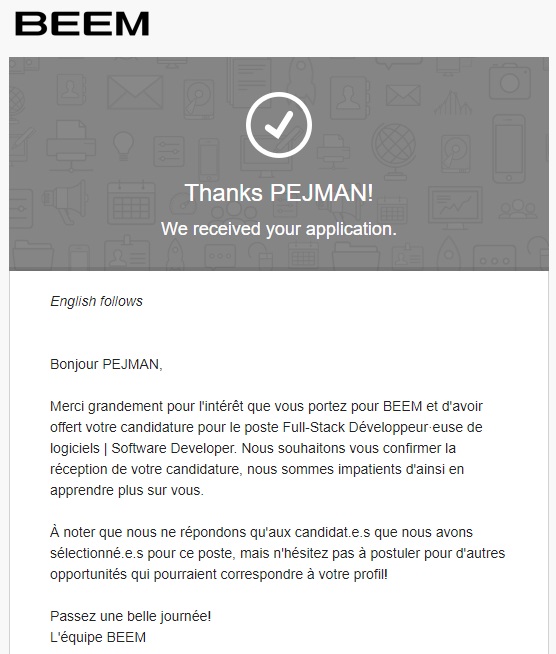 BEEM
Thanks PEJMAN!
We received your application.
English follows
Bonjour PEJMAN,
Merci grandement pour l'intérêt que vous portez pour BEEM et d'avoir
offert votre candidature pour le poste Full-Stack Développeur·euse de
logiciels | Software Developer. Nous souhaitons vous confirmer la
réception de votre candidature, nous sommes impatients d'ainsi en
apprendre plus sur vous.
À noter que nous ne répondons qu'aux candidat.e.s que nous avons
sélectionné.e.s pour ce poste, mais n'hésitez pas à postuler pour d'autres
opportunités qui pourraient correspondre à votre profil!
Passez une belle journée!
L'équipe BEEM